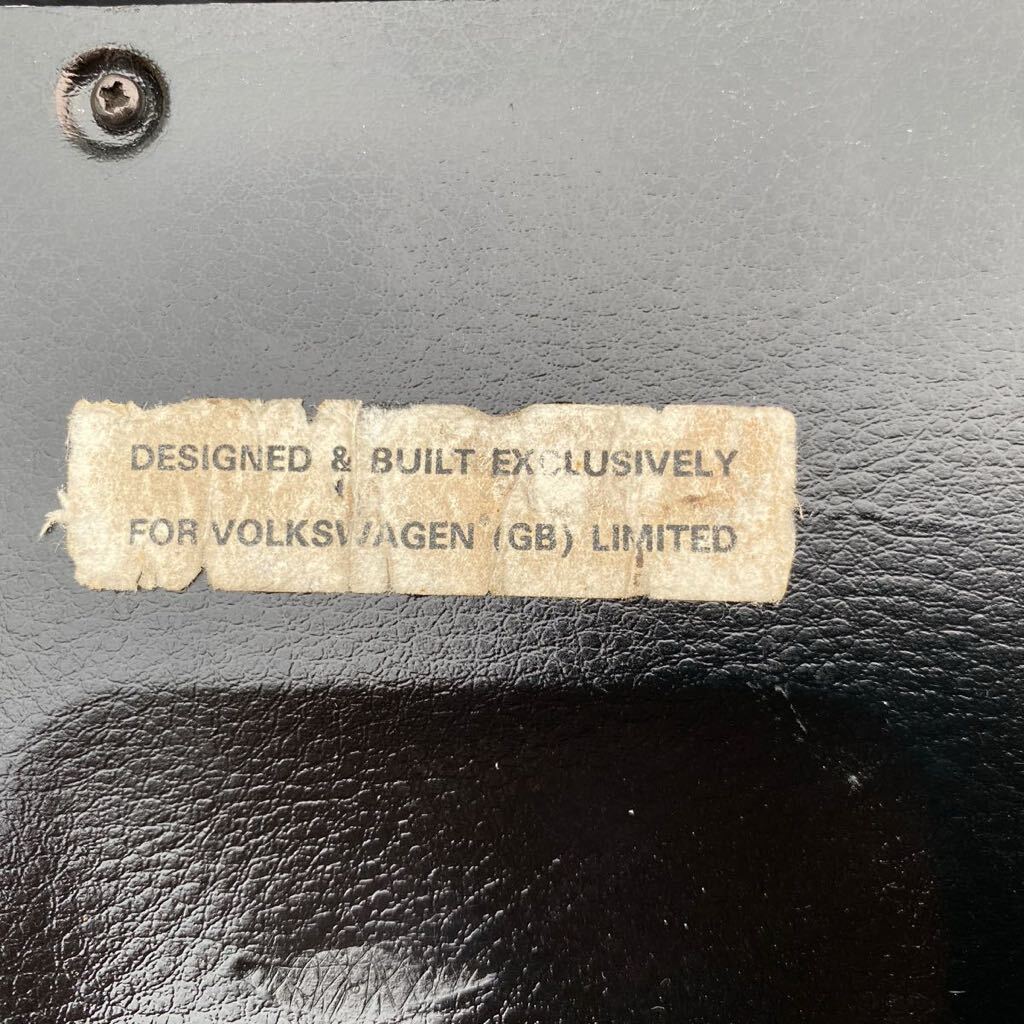 DESIGNED & BUILT EXCLUSIVELY
FOR VOLKSWAGEN (GB) LIMITED